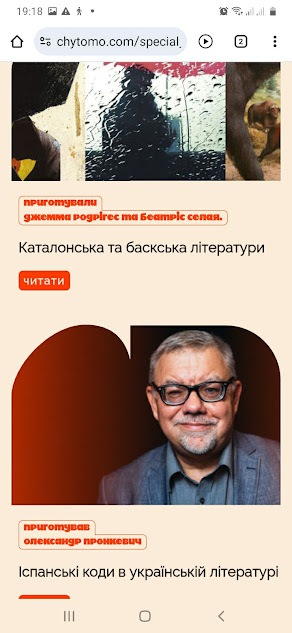 19:18
chytomo.com/special_
2
приготували
джемма родрігес та беатріс селая.
Каталонська та баскська літератури
читати
приготував
олександр пронкевич
Іспанські коди в українській літературі